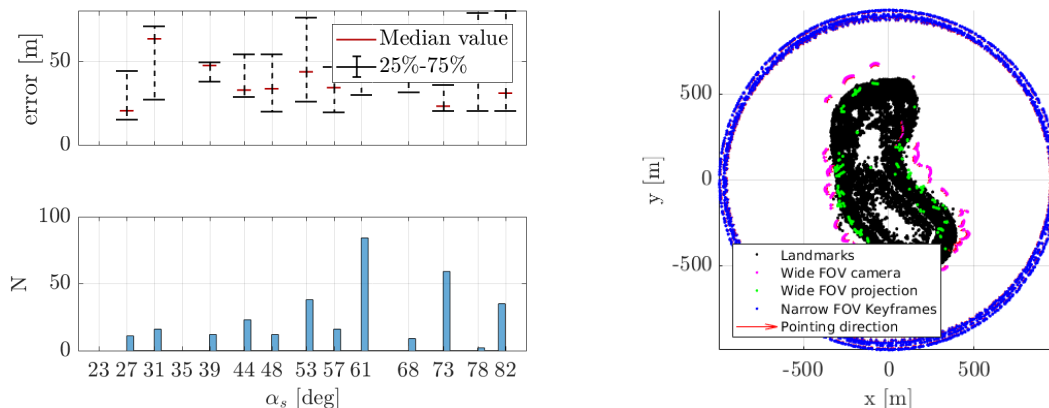 error [m]
50
0
Median value
25%-75%
N
100
50
0
23 27 31 35 39 44 48 53 57 61 68 73 78 82
α_s [deg]
y [m]
500
0
-500
Landmarks
Wide FOV camera
Wide FOV projection
Narrow FOV Keyframes
Pointing direction
-500 0 500
x [m]